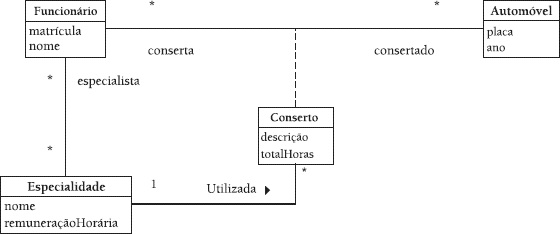 Funcionário
matrícula
nome
*
*
Automóvel
placa
ano
conserta
consertado
*
especialista
*
Conserto
descrição
totalHoras
*
Especialidade
nome
remuneraçãoHorária
1
Utilizada